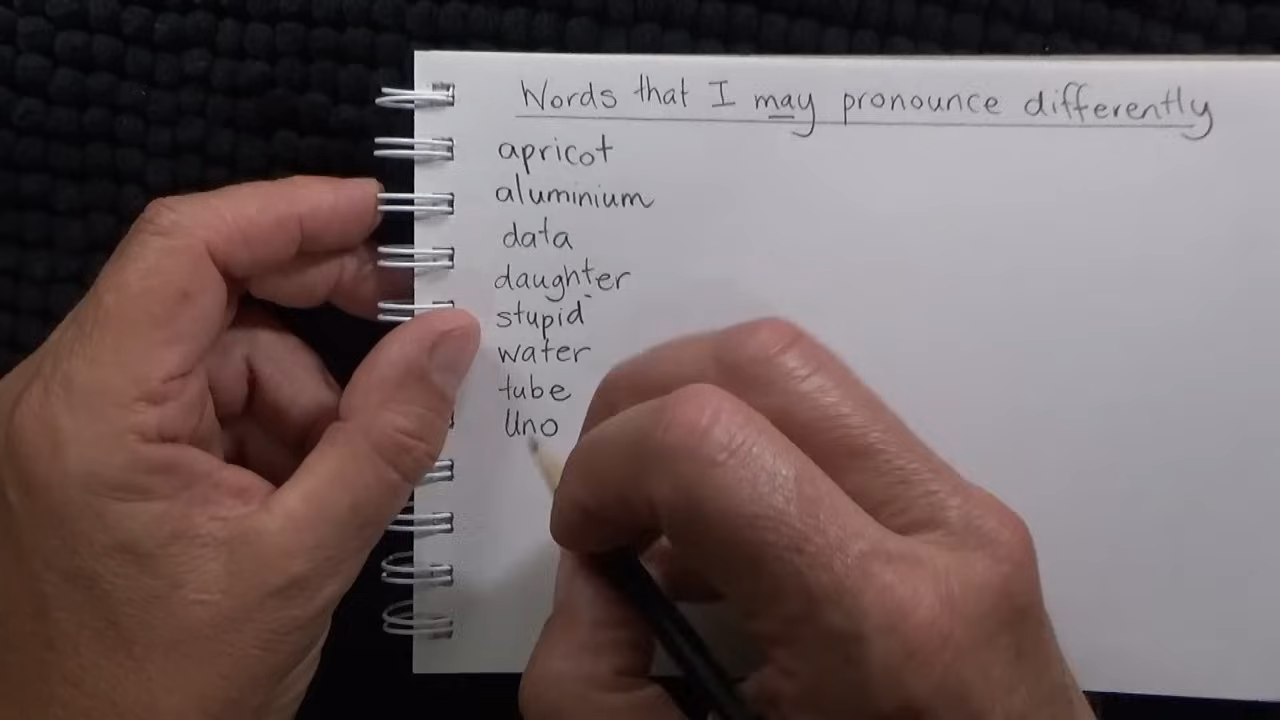 Words that I may pronounce differently
apricot
aluminium
data
daughter
stupid
water
tube
Uno